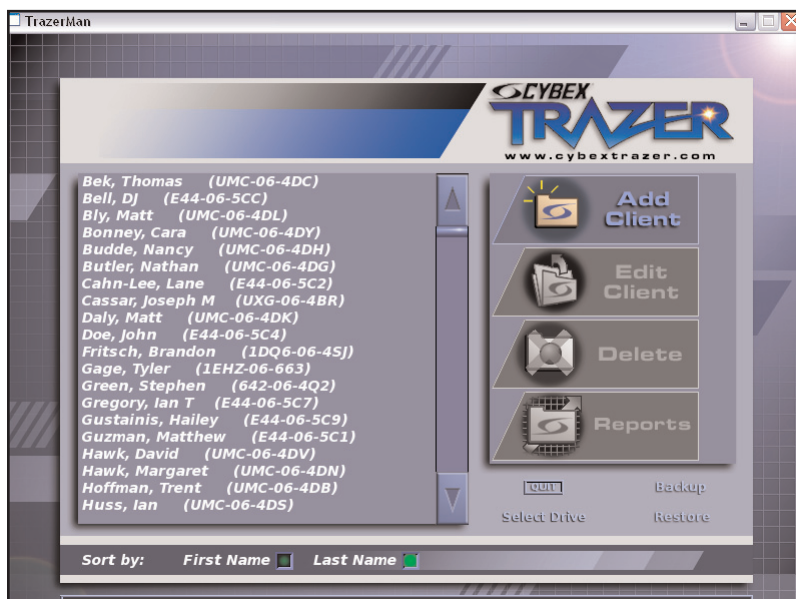 TrazerMan
CYBEX
TRAZER
www.cybextrazer.com
Bek, Thomas (UMC-06-4DC)
Bell, DJ (E44-06-5CC)
Bly, Matt (UMC-06-4DL)
Bonney, Cara (UMC-06-4DY)
Budde, Nancy (UMC-06-4DH)
Butler, Nathan (UMC-06-4DG)
Cahn-Lee, Lane (E44-06-5C2)
Cassar, Joseph M (UXG-06-4BR)
Daly, Matt (UMC-06-4DK)
Doe, John (E44-06-5C4)
Fritsch, Brandon (1DQ6-06-4SJ)
Gage, Tyler (1EHZ-06-663)
Green, Stephen (642-06-4Q2)
Gregory, Ian T (E44-06-5C7)
Gustainis, Hailey (E44-06-5C9)
Guzman, Matthew (E44-06-5C1)
Hawk, David (UMC-06-4DV)
Hawk, Margaret (UMC-06-4DN)
Hoffman, Trent (UMC-06-4DB)
Huss, Ian (UMC-06-4DS)
Add
Client
Edit
Client
Delete
Reports
QUIT Backup
Select Drive Restore
Sort by: First Name Last Name